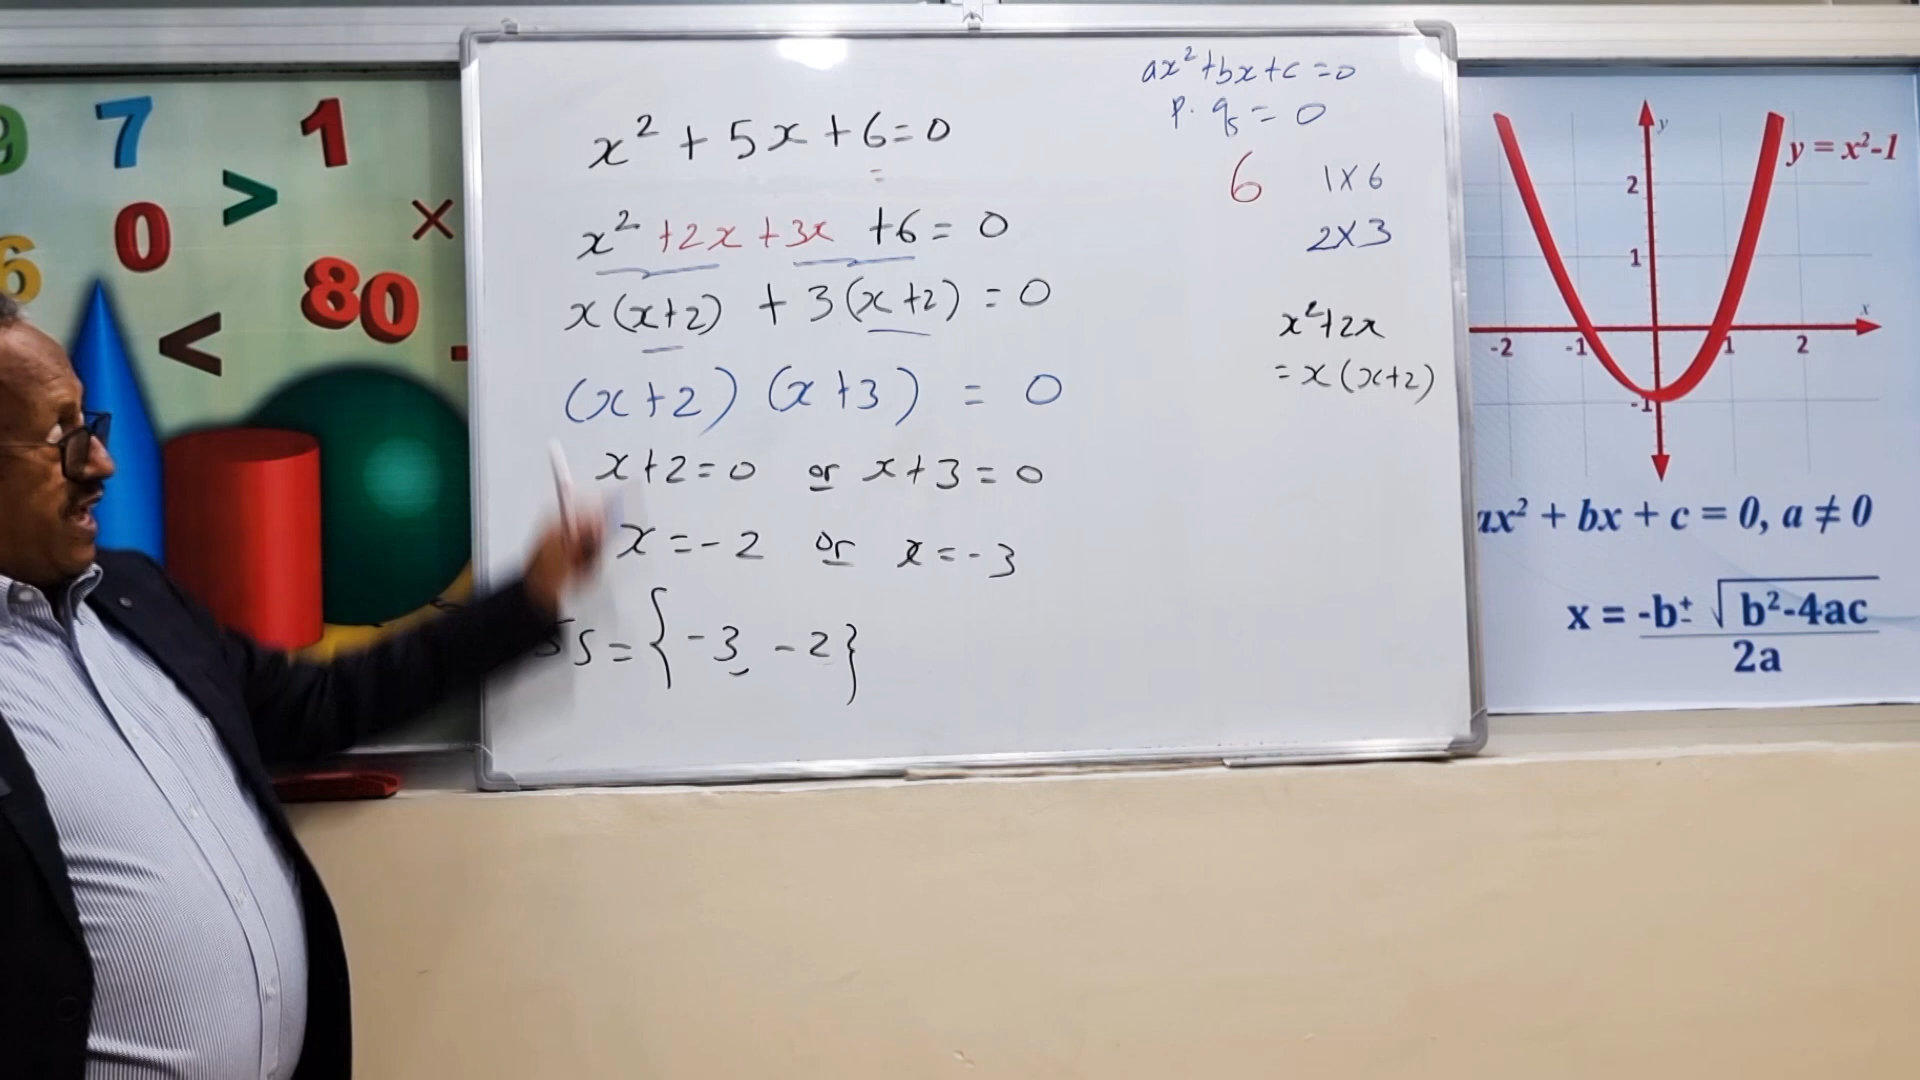 9 7 1
0 > ×
6 80
< -
x² + 5x + 6 = 0
=
x² + 2x + 3x + 6 = 0
x(x+2) + 3(x+2) = 0
(x+2) (x+3) = 0
x+2=0 or x+3=0
x=-2 or x=-3
SS = {-3, -2}
ax²+bx+c=0
p. q = 0
6 1×6
2×3
x²+2x
= x(x+2)
y
y = x²-1
2
1
x
-2 -1 1 2
-1
ax² + bx + c = 0, a ≠ 0
x = -b± √b²-4ac
2a